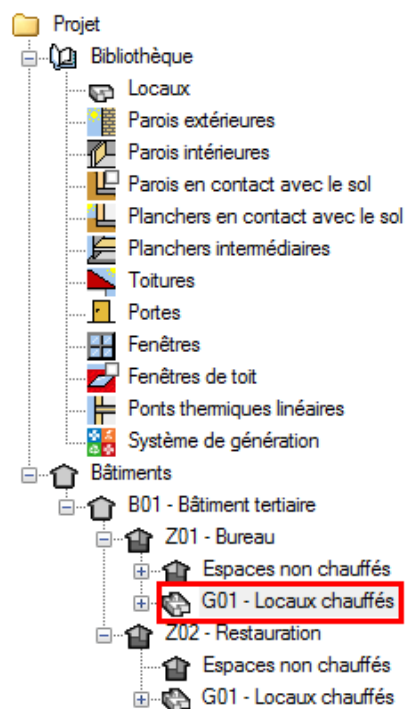 Projet
Bibliothèque
Locaux
Parois extérieures
Parois intérieures
Parois en contact avec le sol
Planchers en contact avec le sol
Planchers intermédiaires
Toitures
Portes
Fenêtres
Fenêtres de toit
Ponts thermiques linéaires
Système de génération
Bâtiments
B01 - Bâtiment tertiaire
Z01 - Bureau
Espaces non chauffés
G01 - Locaux chauffés
Z02 - Restauration
Espaces non chauffés
G01 - Locaux chauffés